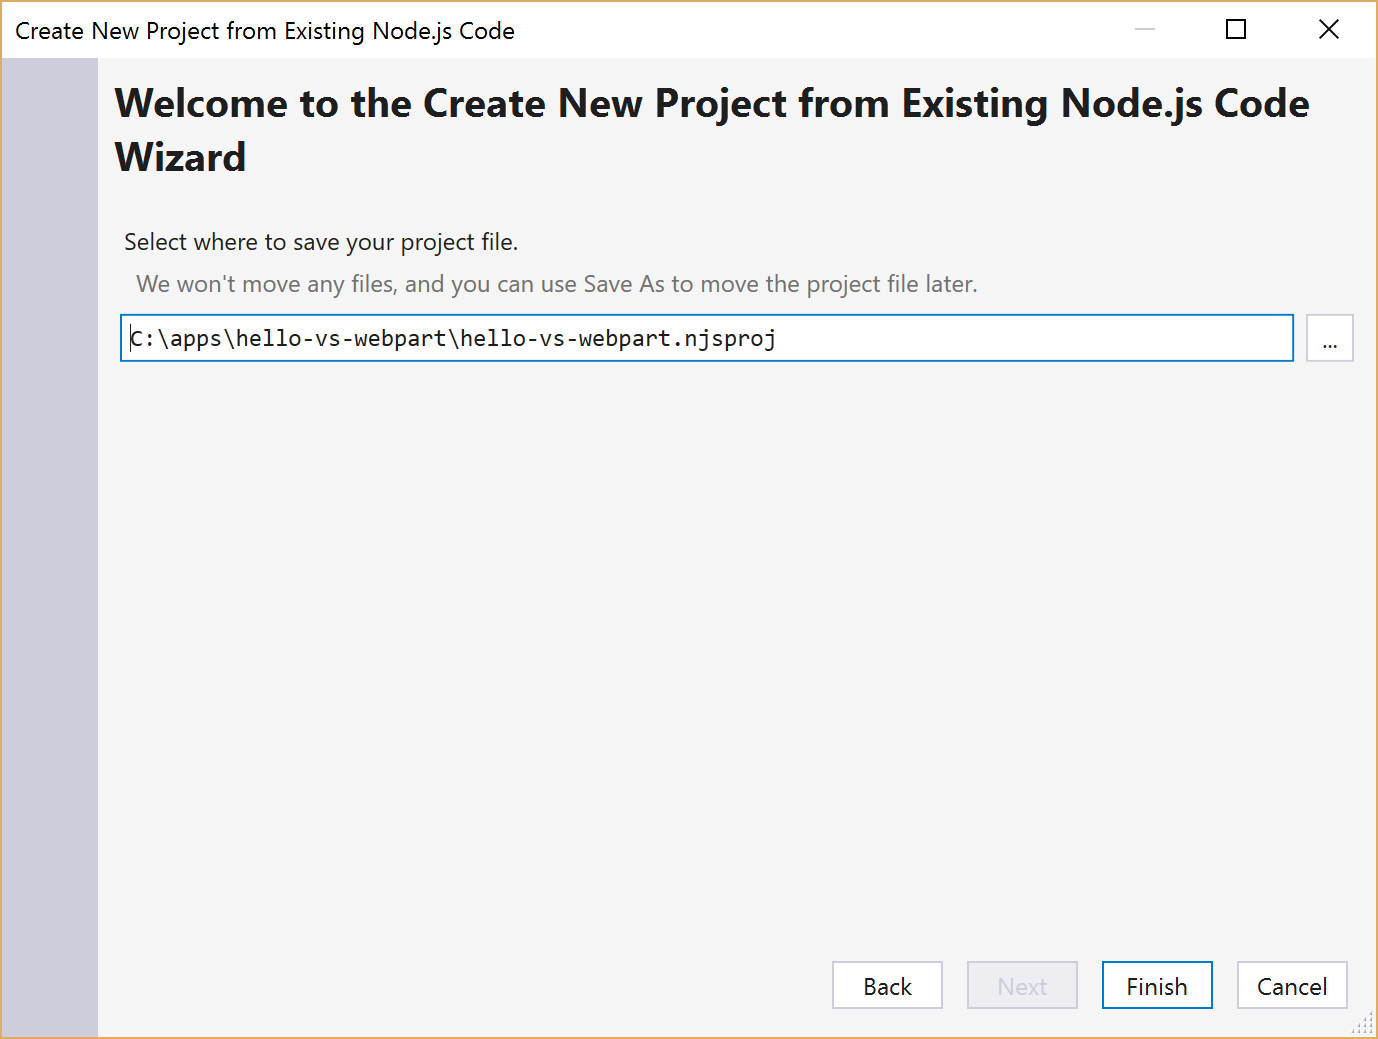 Create New Project from Existing Node.js Code
Welcome to the Create New Project from Existing Node.js Code
Wizard
Select where to save your project file.
We won't move any files, and you can use Save As to move the project file later.
C:\apps\hello-vs-webpart\hello-vs-webpart.njsproj
...
Back
Next
Finish
Cancel